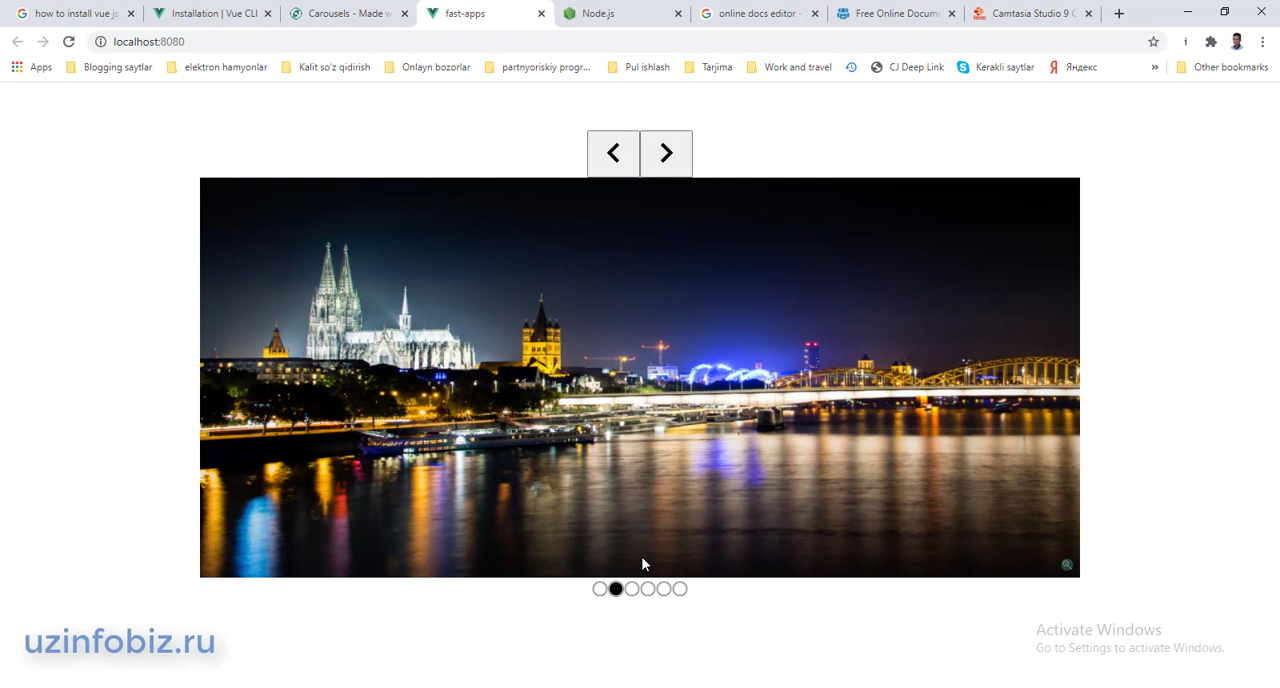 how to install vue js
Installation | Vue CLI
Carousels - Made w
fast-apps
Node.js
online docs editor -
Free Online Docume
Camtasia Studio 9 C
localhost:8080
Apps
Blogging saytlar
elektron hamyonlar
Kalit so'z qidirish
Onlayn bozorlar
partnyoriskiy progr...
Pul ishlash
Tarjima
Work and travel
CJ Deep Link
Kerakli saytlar
Яндекс
»
Other bookmarks
uzinfobiz.ru
Activate Windows
Go to Settings to activate Windows.